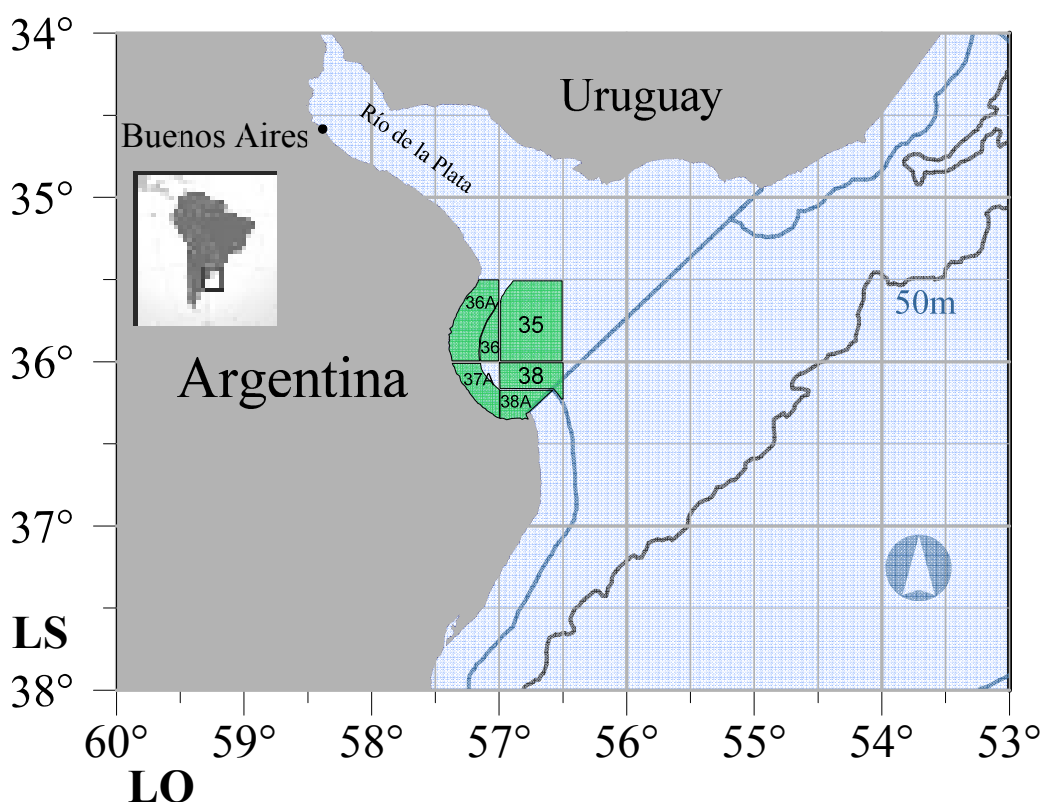 34°
Uruguay
Río de la Plata
Buenos Aires
35°
50m
36A
35
36
36°
37A
38
Argentina
38A
37°
LS
38°
60° 59° 58° 57° 56° 55° 54° 53°
LO